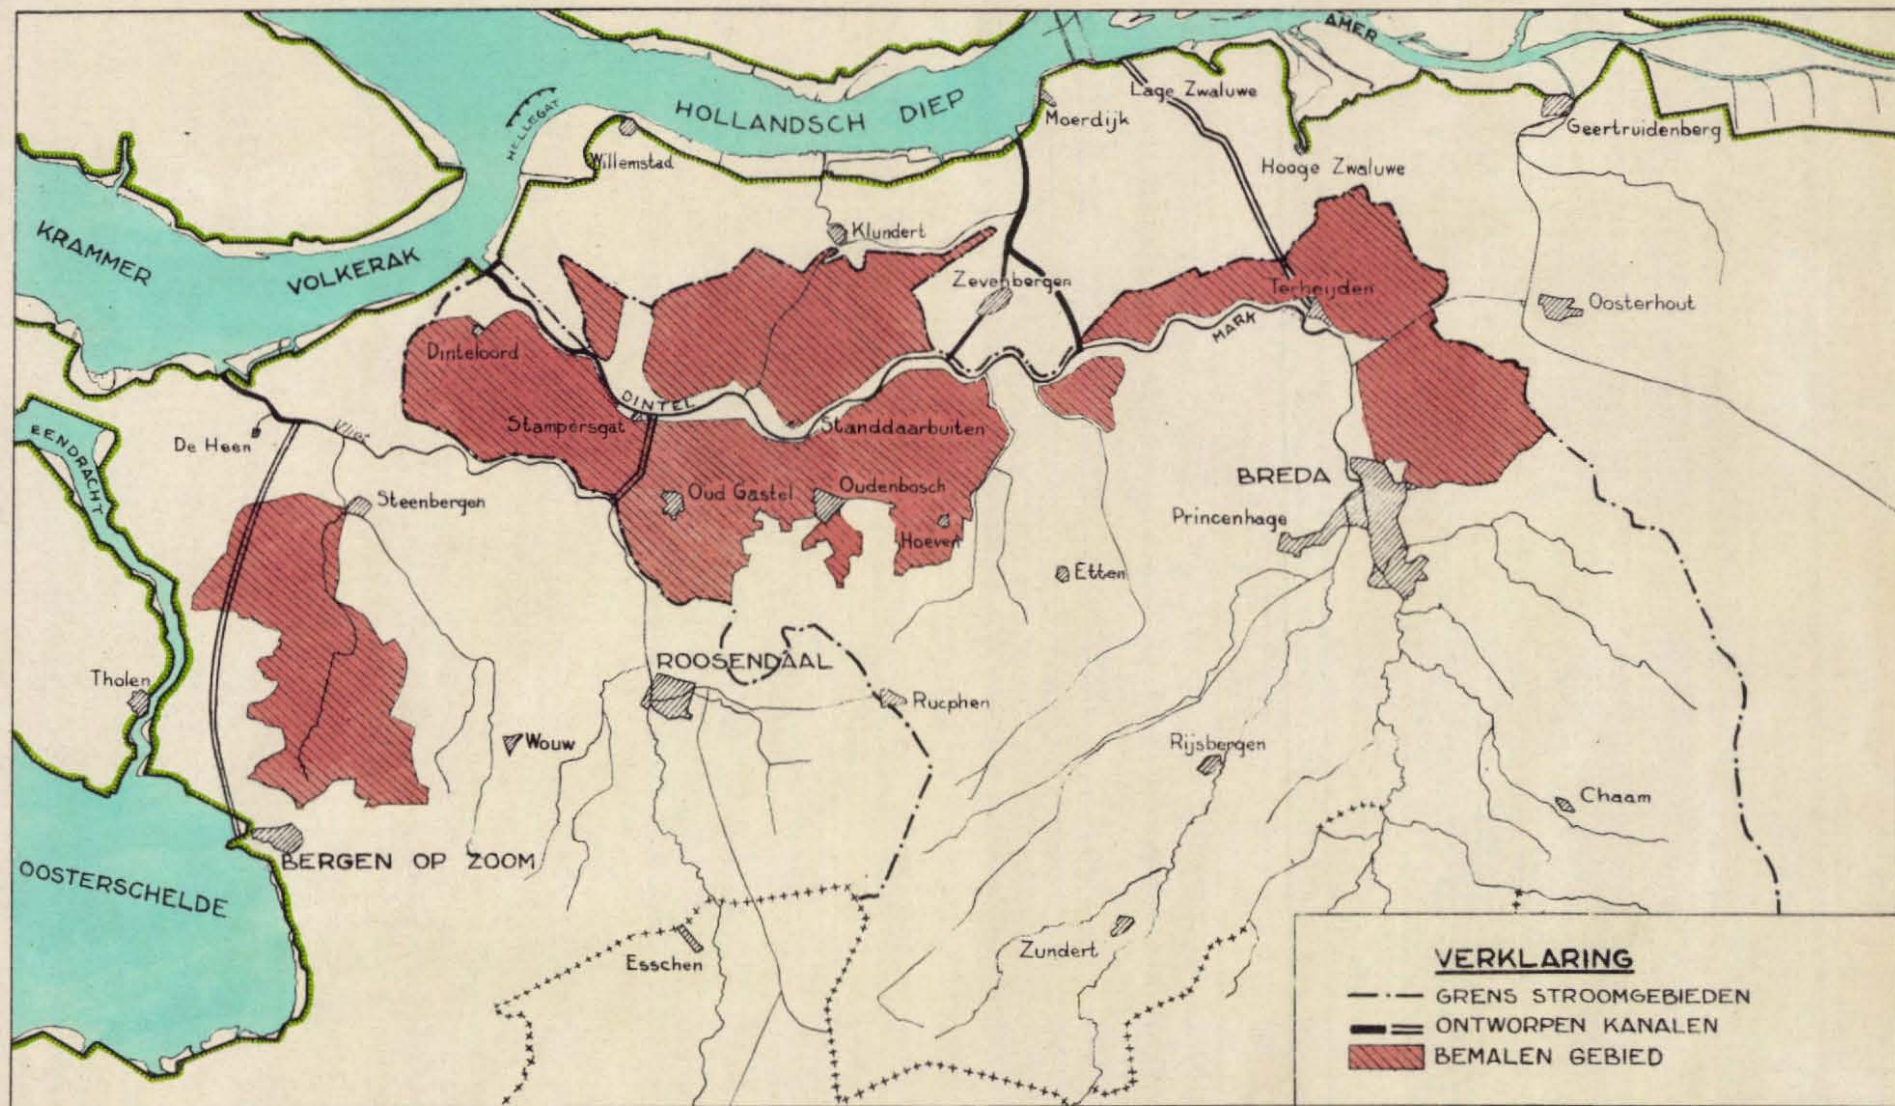 AMER
HOLLANDSCH DIEP
HELLEGAT
Willemstad
Moerdijk
Lage Zwaluwe
Geertruidenberg
Hooge Zwaluwe
KRAMMER
VOLKERAK
Klundert
Zevenbergen
Terheijden
Oosterhout
MARK
Dinteloord
DINTEL
Stampersgat
Standdaarbuiten
EENDRACHT
De Heen
Vliet
Steenbergen
Oud Gastel
Oudenbosch
Hoeven
BREDA
Princenhage
Etten
Tholen
ROOSENDAAL
Rucphen
Wouw
Rijsbergen
Chaam
BERGEN OP ZOOM
OOSTERSCHELDE
Esschen
Zundert
VERKLARING
GRENS STROOMGEBIEDEN
ONTWORPEN KANALEN
BEMALEN GEBIED